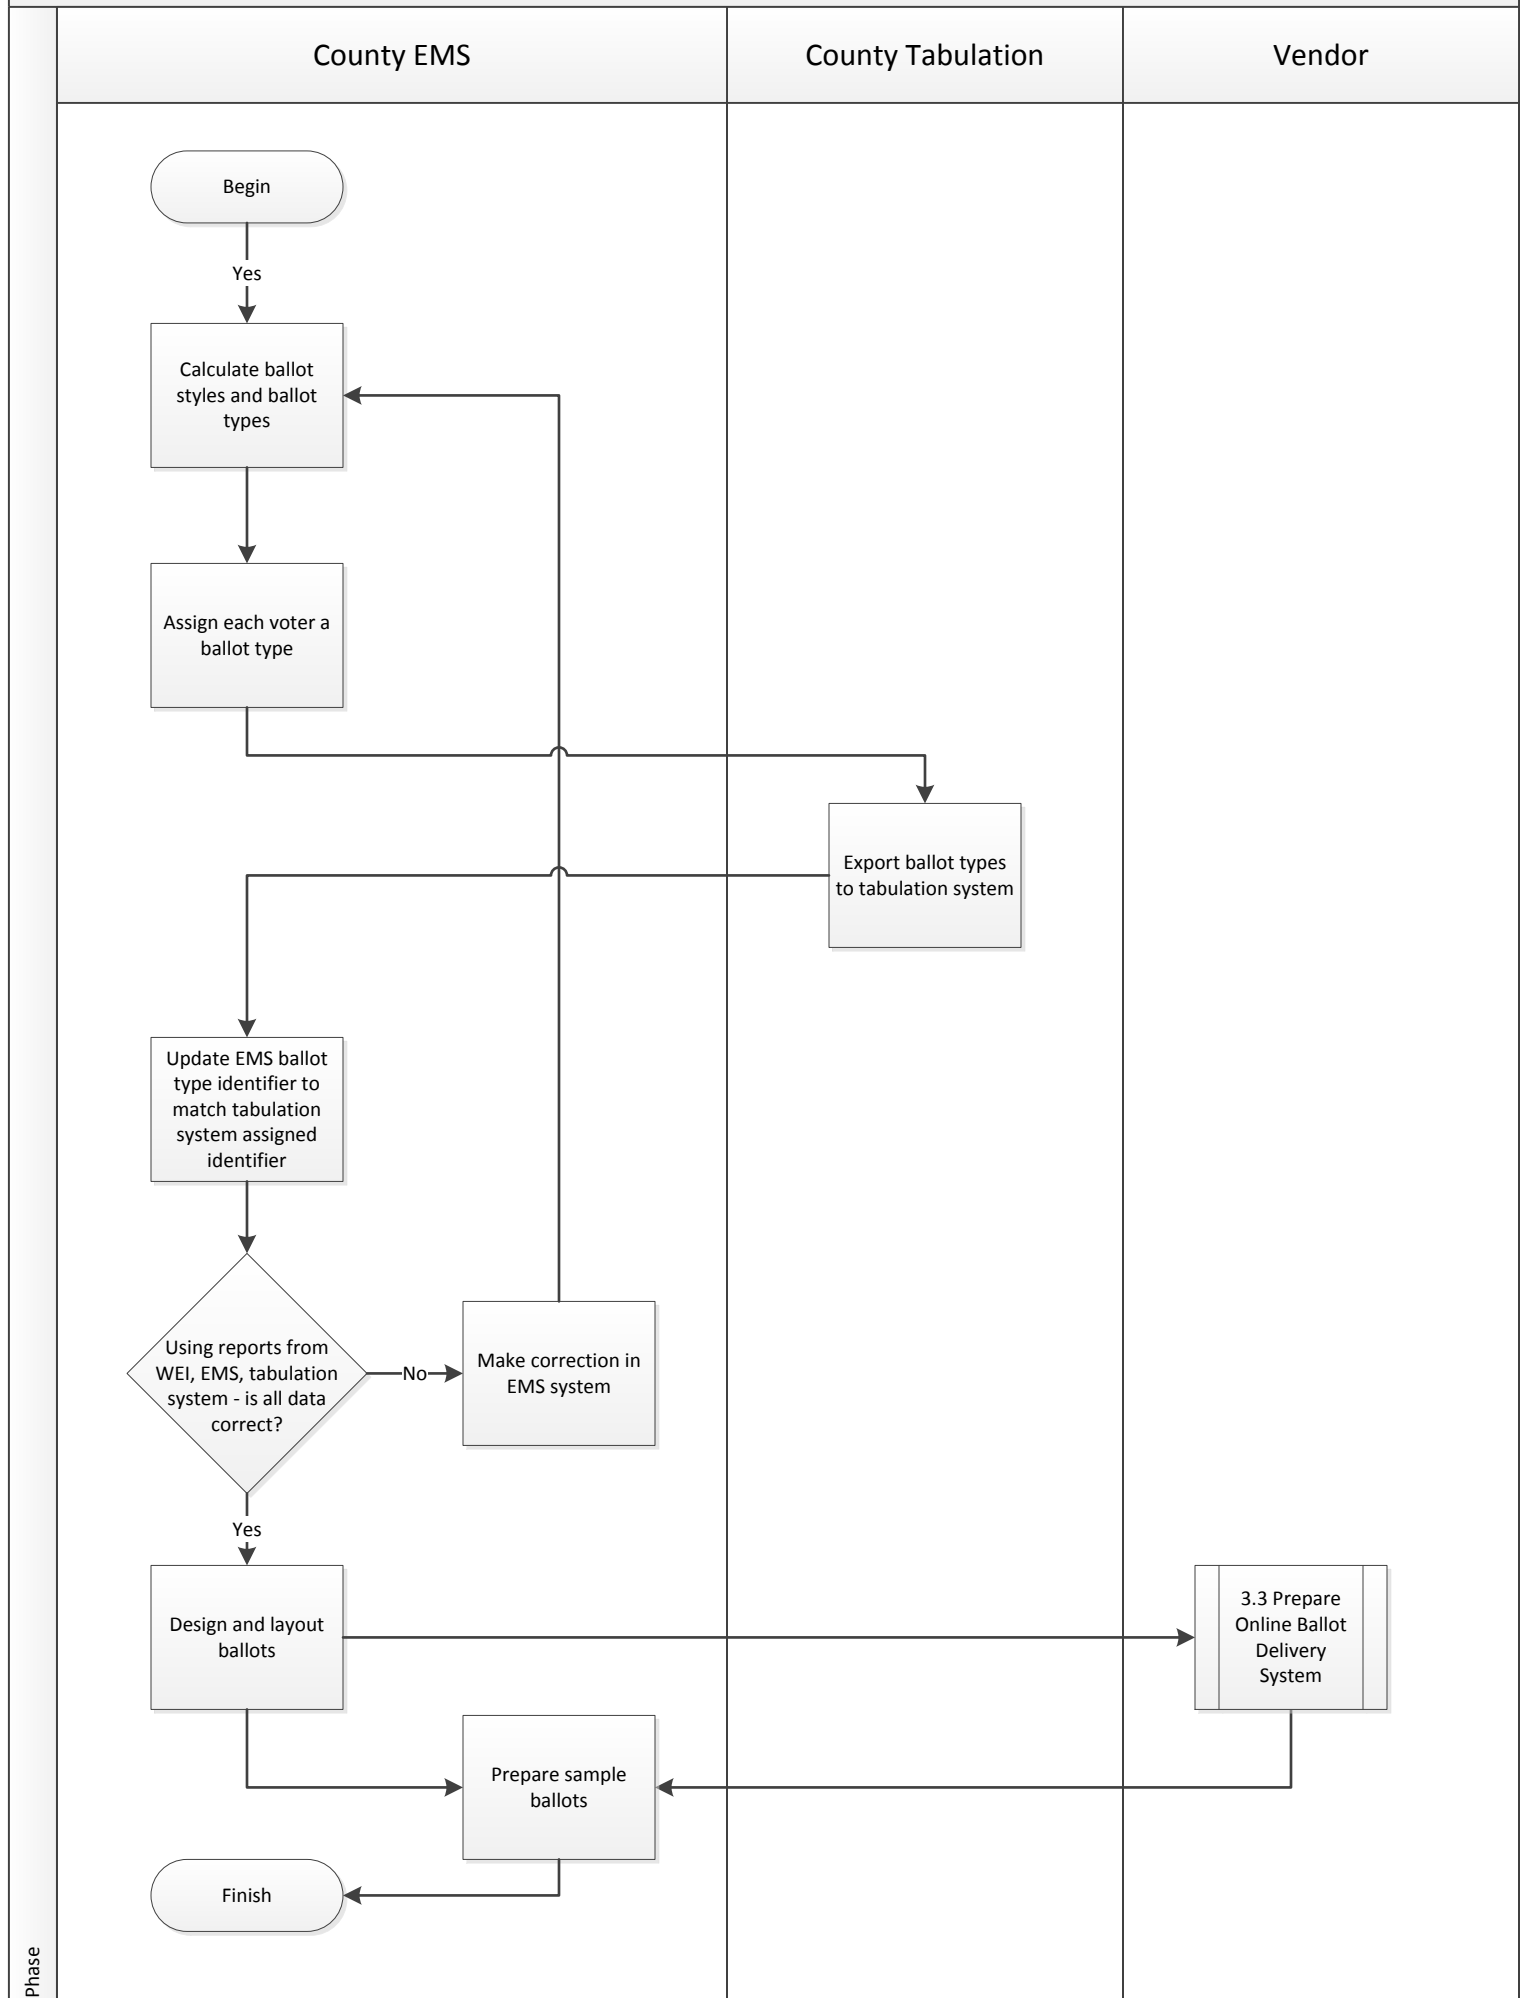 County EMS
County Tabulation
Vendor
Begin
Yes
Calculate ballot
styles and ballot
types
Assign each voter a
ballot type
Export ballot types
to tabulation system
Update EMS ballot
type identifier to
match tabulation
system assigned
identifier
Using reports from
WEI, EMS, tabulation
system - is all data
correct?
No
Make correction in
EMS system
Yes
Design and layout
ballots
3.3 Prepare
Online Ballot
Delivery
System
Prepare sample
ballots
Finish
Phase